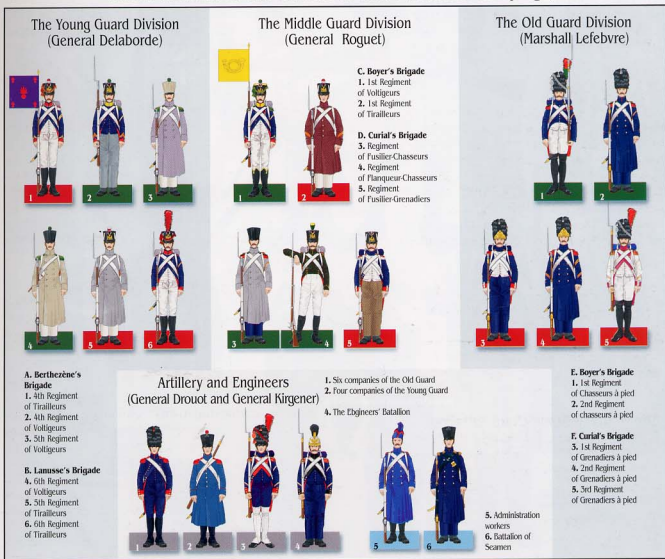 The Young Guard Division
(General Delaborde)
1
2
3
4
5
6
A. Berthezène's
Brigade
1. 4th Regiment
of Tirailleurs
2. 4th Regiment
of Voltigeurs
3. 5th Regiment
of Voltigeurs
B. Lanusse's Brigade
4. 6th Regiment
of Voltigeurs
5. 5th Regiment
of Tirailleurs
6. 6th Regiment
of Tirailleurs
The Middle Guard Division
(General Roguet)
1
2
C. Boyer's Brigade
1. 1st Regiment
of Voltigeurs
2. 1st Regiment
of Tirailleurs
D. Curial's Brigade
3. Regiment
of Fusilier-Chasseurs
4. Regiment
of Flanqueur-Chasseurs
5. Regiment
of Fusilier-Grenadiers
3
4
5
The Old Guard Division
(Marshall Lefebvre)
1
2
3
4
5
E. Boyer's Brigade
1. 1st Regiment
of Chasseurs à pied
2. 2nd Regiment
of chasseurs à pied
F. Curial's Brigade
3. 1st Regiment
of Grenadiers à pied
4. 2nd Regiment
of Grenadiers à pied
5. 3rd Regiment
of Grenadiers à pied
Artillery and Engineers
(General Drouot and General Kirgener)
1. Six companies of the Old Guard
2. Four companies of the Young Guard
4. The Ebgineers' Batallion
1
2
3
4
5
6
5. Administration
workers
6. Battalion of
Seamen